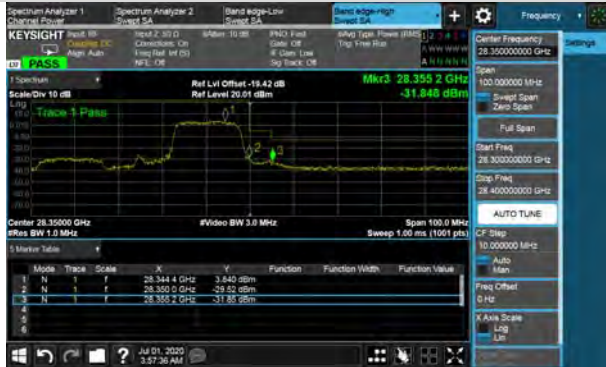 Spectrum Analyzer 1
Channel Power
Spectrum Analyzer 2
Swept SA
Band edge-Low
Swept SA
Band edge-High
Swept SA
Frequency
KEYSIGHT Input: RF
Coupling: DC
Align: Auto
Input Z: 50 Ω
Corrections: On
Freq Ref: Int (S)
NFE: Off
#Atten: 10 dB
PNO: Fast
Gate: Off
IF Gain: Low
Sig Track: Off
#Avg Type: Power (RMS)
Trig: Free Run
PASS
1 Spectrum
Scale/Div 10 dB
Ref Lvl Offset -19.42 dB
Ref Level 20.01 dBm
Mkr3 28.355 2 GHz
-31.848 dBm
Log
Trace 1 Pass
Center 28.35000 GHz
#Res BW 1.0 MHz
#Video BW 3.0 MHz
Span 100.0 MHz
Sweep 1.00 ms (1001 pts)
5 Marker Table
Mode Trace Scale X Y Function Function Width Function Value
1 N 1 f 28.344 4 GHz 3.840 dBm
2 N 1 f 28.350 0 GHz -29.52 dBm
3 N 1 f 28.355 2 GHz -31.85 dBm
4
5
6
Jul 01, 2020
3:57:36 AM
Center Frequency
28.350000000 GHz
Settings
Span
100.000000 MHz
Swept Span
Zero Span
Full Span
Start Freq
28.300000000 GHz
Stop Freq
28.400000000 GHz
AUTO TUNE
CF Step
10.000000 MHz
Auto
Man
Freq Offset
0 Hz
X Axis Scale
Log
Lin